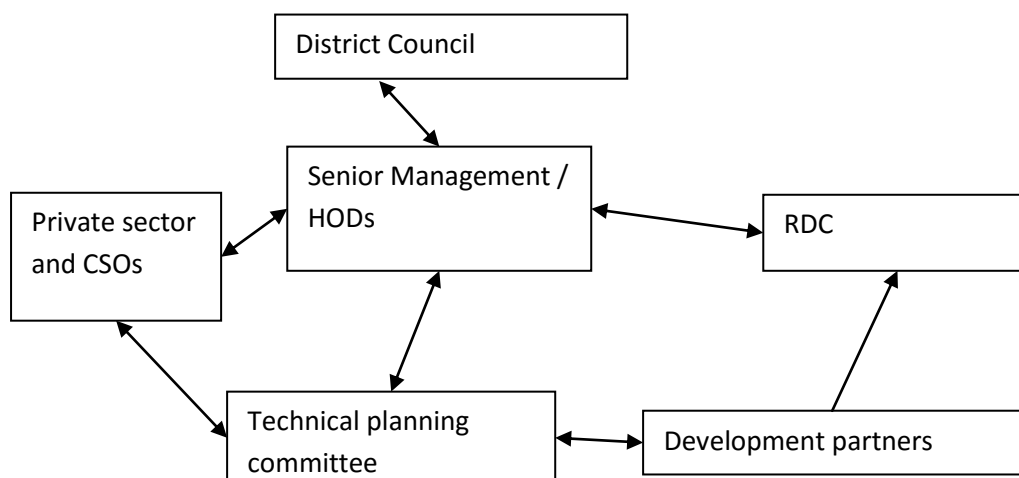 District Council
Senior Management /
HODs
Private sector
and CSOs
RDC
Technical planning
committee
Development partners